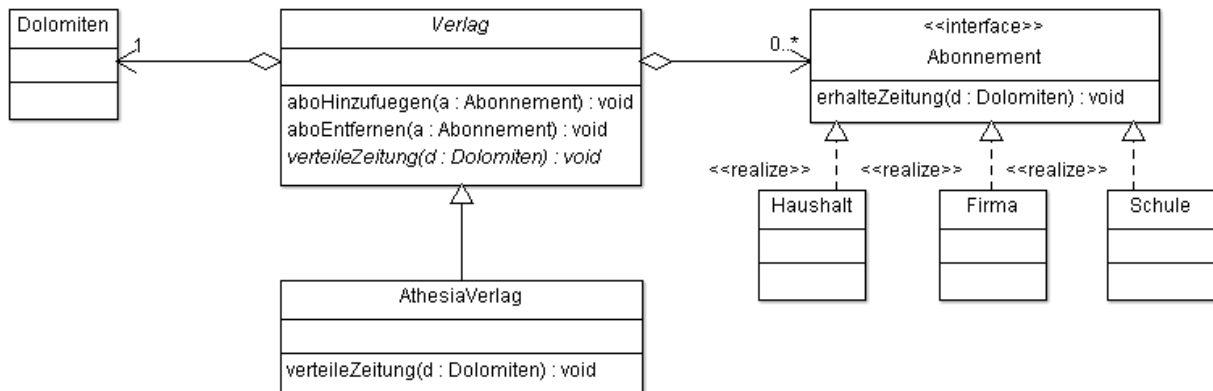 Dolomiten
1
Verlag
aboHinzufuegen(a : Abonnement) : void
aboEntfernen(a : Abonnement) : void
verteileZeitung(d : Dolomiten) : void
0..*
<<interface>>
Abonnement
erhalteZeitung(d : Dolomiten) : void
<<realize>>
<<realize>>
<<realize>>
Haushalt
Firma
Schule
AthesiaVerlag
verteileZeitung(d : Dolomiten) : void